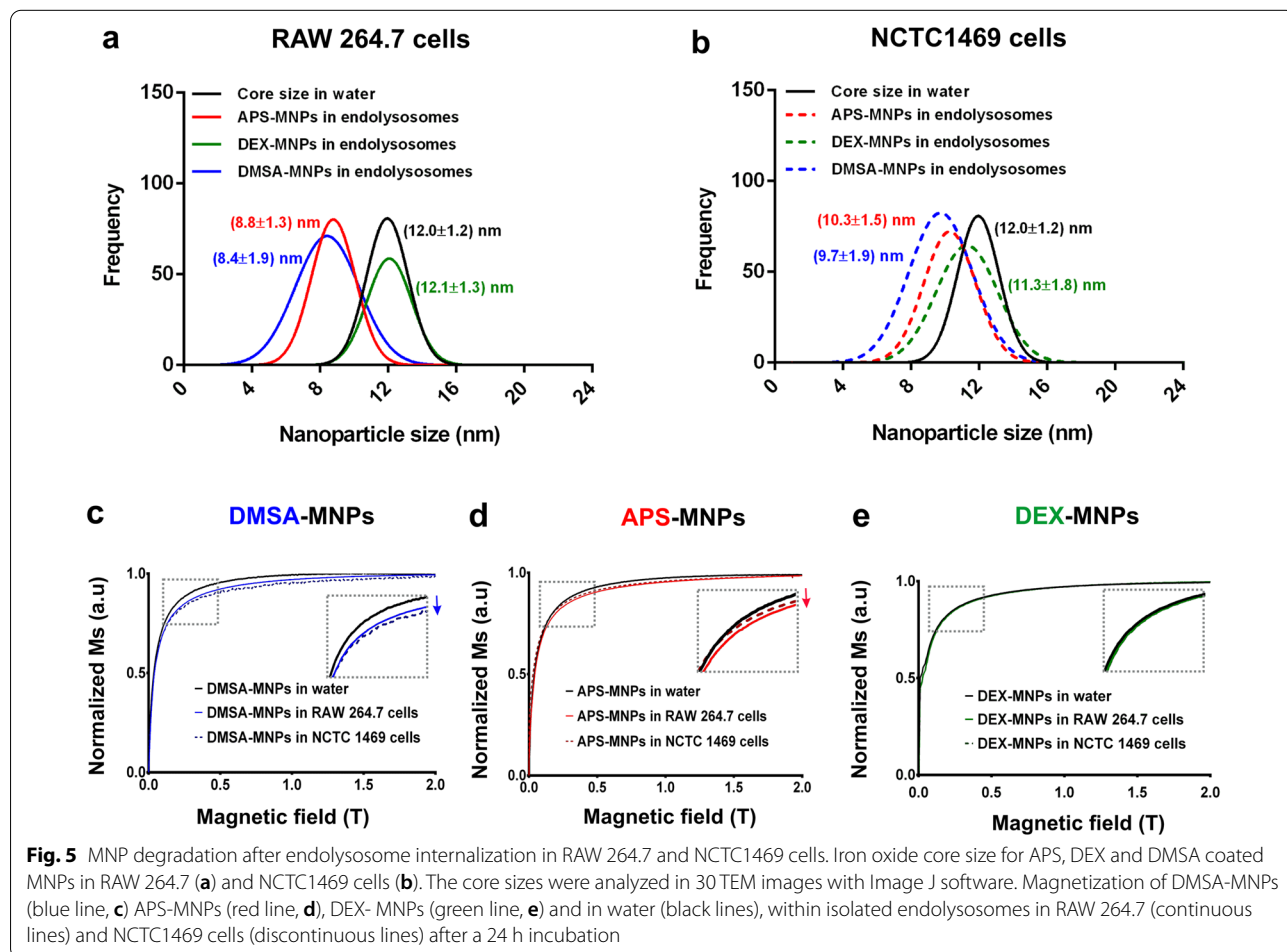 a
RAW 264.7 cells
150
100
50
0
Frequency
Core size in water
APS-MNPs in endolysosomes
DEX-MNPs in endolysosomes
DMSA-MNPs in endolysosomes
(8.8±1.3) nm
(8.4±1.9) nm
(12.0±1.2) nm
(12.1±1.3) nm
0 4 8 12 16 20 24
Nanoparticle size (nm)
b
NCTC1469 cells
150
100
50
0
Frequency
Core size in water
APS-MNPs in endolysosomes
DEX-MNPs in endolysosomes
DMSA-MNPs in endolysosomes
(10.3±1.5) nm
(9.7±1.9) nm
(12.0±1.2) nm
(11.3±1.8) nm
0 4 8 12 16 20 24
Nanoparticle size (nm)
c
DMSA-MNPs
Normalized Ms (a.u)
1.0
0.5
0.0
DMSA-MNPs in water
DMSA-MNPs in RAW 264.7 cells
DMSA-MNPs in NCTC 1469 cells
0.0 0.5 1.0 1.5 2.0
Magnetic field (T)
d
APS-MNPs
Normalized Ms (a.u)
1.0
0.5
0.0
APS-MNPs in water
APS-MNPs in RAW 264.7 cells
APS-MNPs in NCTC 1469 cells
0.0 0.5 1.0 1.5 2.0
Magnetic field (T)
e
DEX-MNPs
Normalized Ms (a.u)
1.0
0.5
0.0
DEX-MNPs in water
DEX-MNPs in RAW 264.7 cells
DEX-MNPs in NCTC 1469 cells
0.0 0.5 1.0 1.5 2.0
Magnetic field (T)
Fig. 5 MNP degradation after endolysosome internalization in RAW 264.7 and NCTC1469 cells. Iron oxide core size for APS, DEX and DMSA coated
MNPs in RAW 264.7 (a) and NCTC1469 cells (b). The core sizes were analyzed in 30 TEM images with Image J software. Magnetization of DMSA-MNPs
(blue line, c) APS-MNPs (red line, d), DEX- MNPs (green line, e) and in water (black lines), within isolated endolysosomes in RAW 264.7 (continuous
lines) and NCTC1469 cells (discontinuous lines) after a 24 h incubation